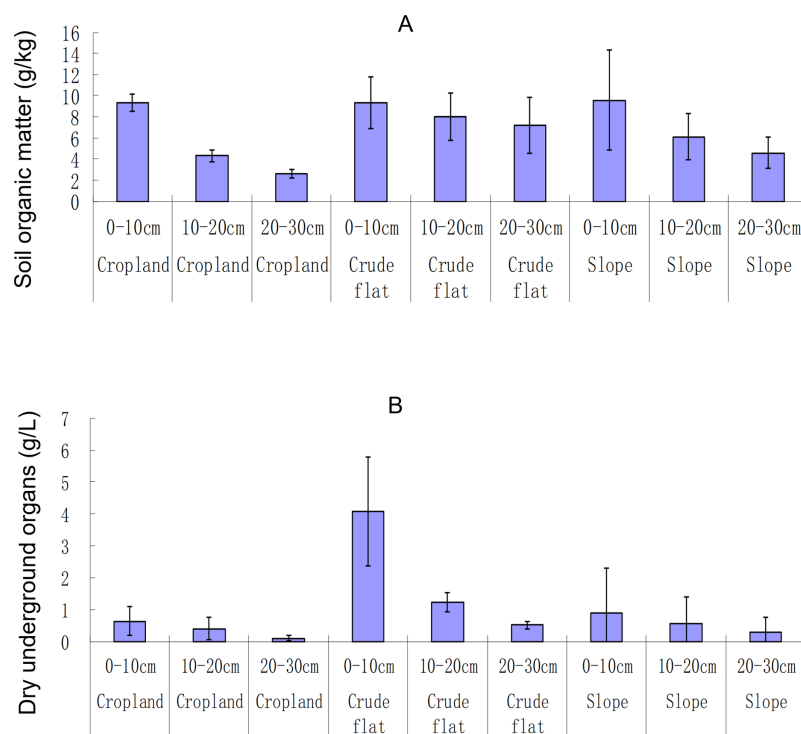 A
Soil organic matter (g/kg)
16
14
12
10
8
6
4
2
0
0-10cm 10-20cm 20-30cm 0-10cm 10-20cm 20-30cm 0-10cm 10-20cm 20-30cm
Cropland Cropland Cropland Crude Crude Crude Slope Slope Slope
flat flat flat
B
Dry underground organs (g/L)
7
6
5
4
3
2
1
0
0-10cm 10-20cm 20-30cm 0-10cm 10-20cm 20-30cm 0-10cm 10-20cm 20-30cm
Cropland Cropland Cropland Crude Crude Crude Slope Slope Slope
flat flat flat